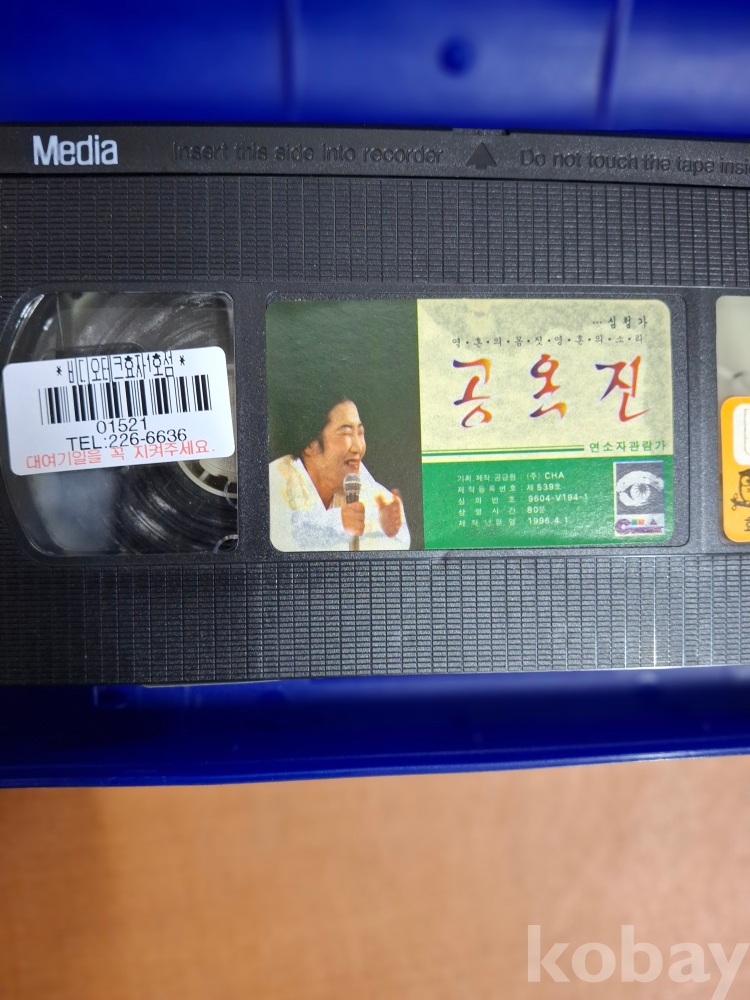 Media
Insert this side into recorder
Do not touch the tape insi
*비디오테크효자1호점*
01521
TEL:226-6636
대여기일을 꼭 지켜주세요.
···심청가
영·혼·의·몸·짓·영·혼·의·소·리
공옥진
연소자관람가
기획 제작 공급원 : (주) CHA
제작등록번호 : 제 539호
심의번호 : 9604-V194-1
상영시간 : 80분
제작년월일 : 1996.4.1
kobay